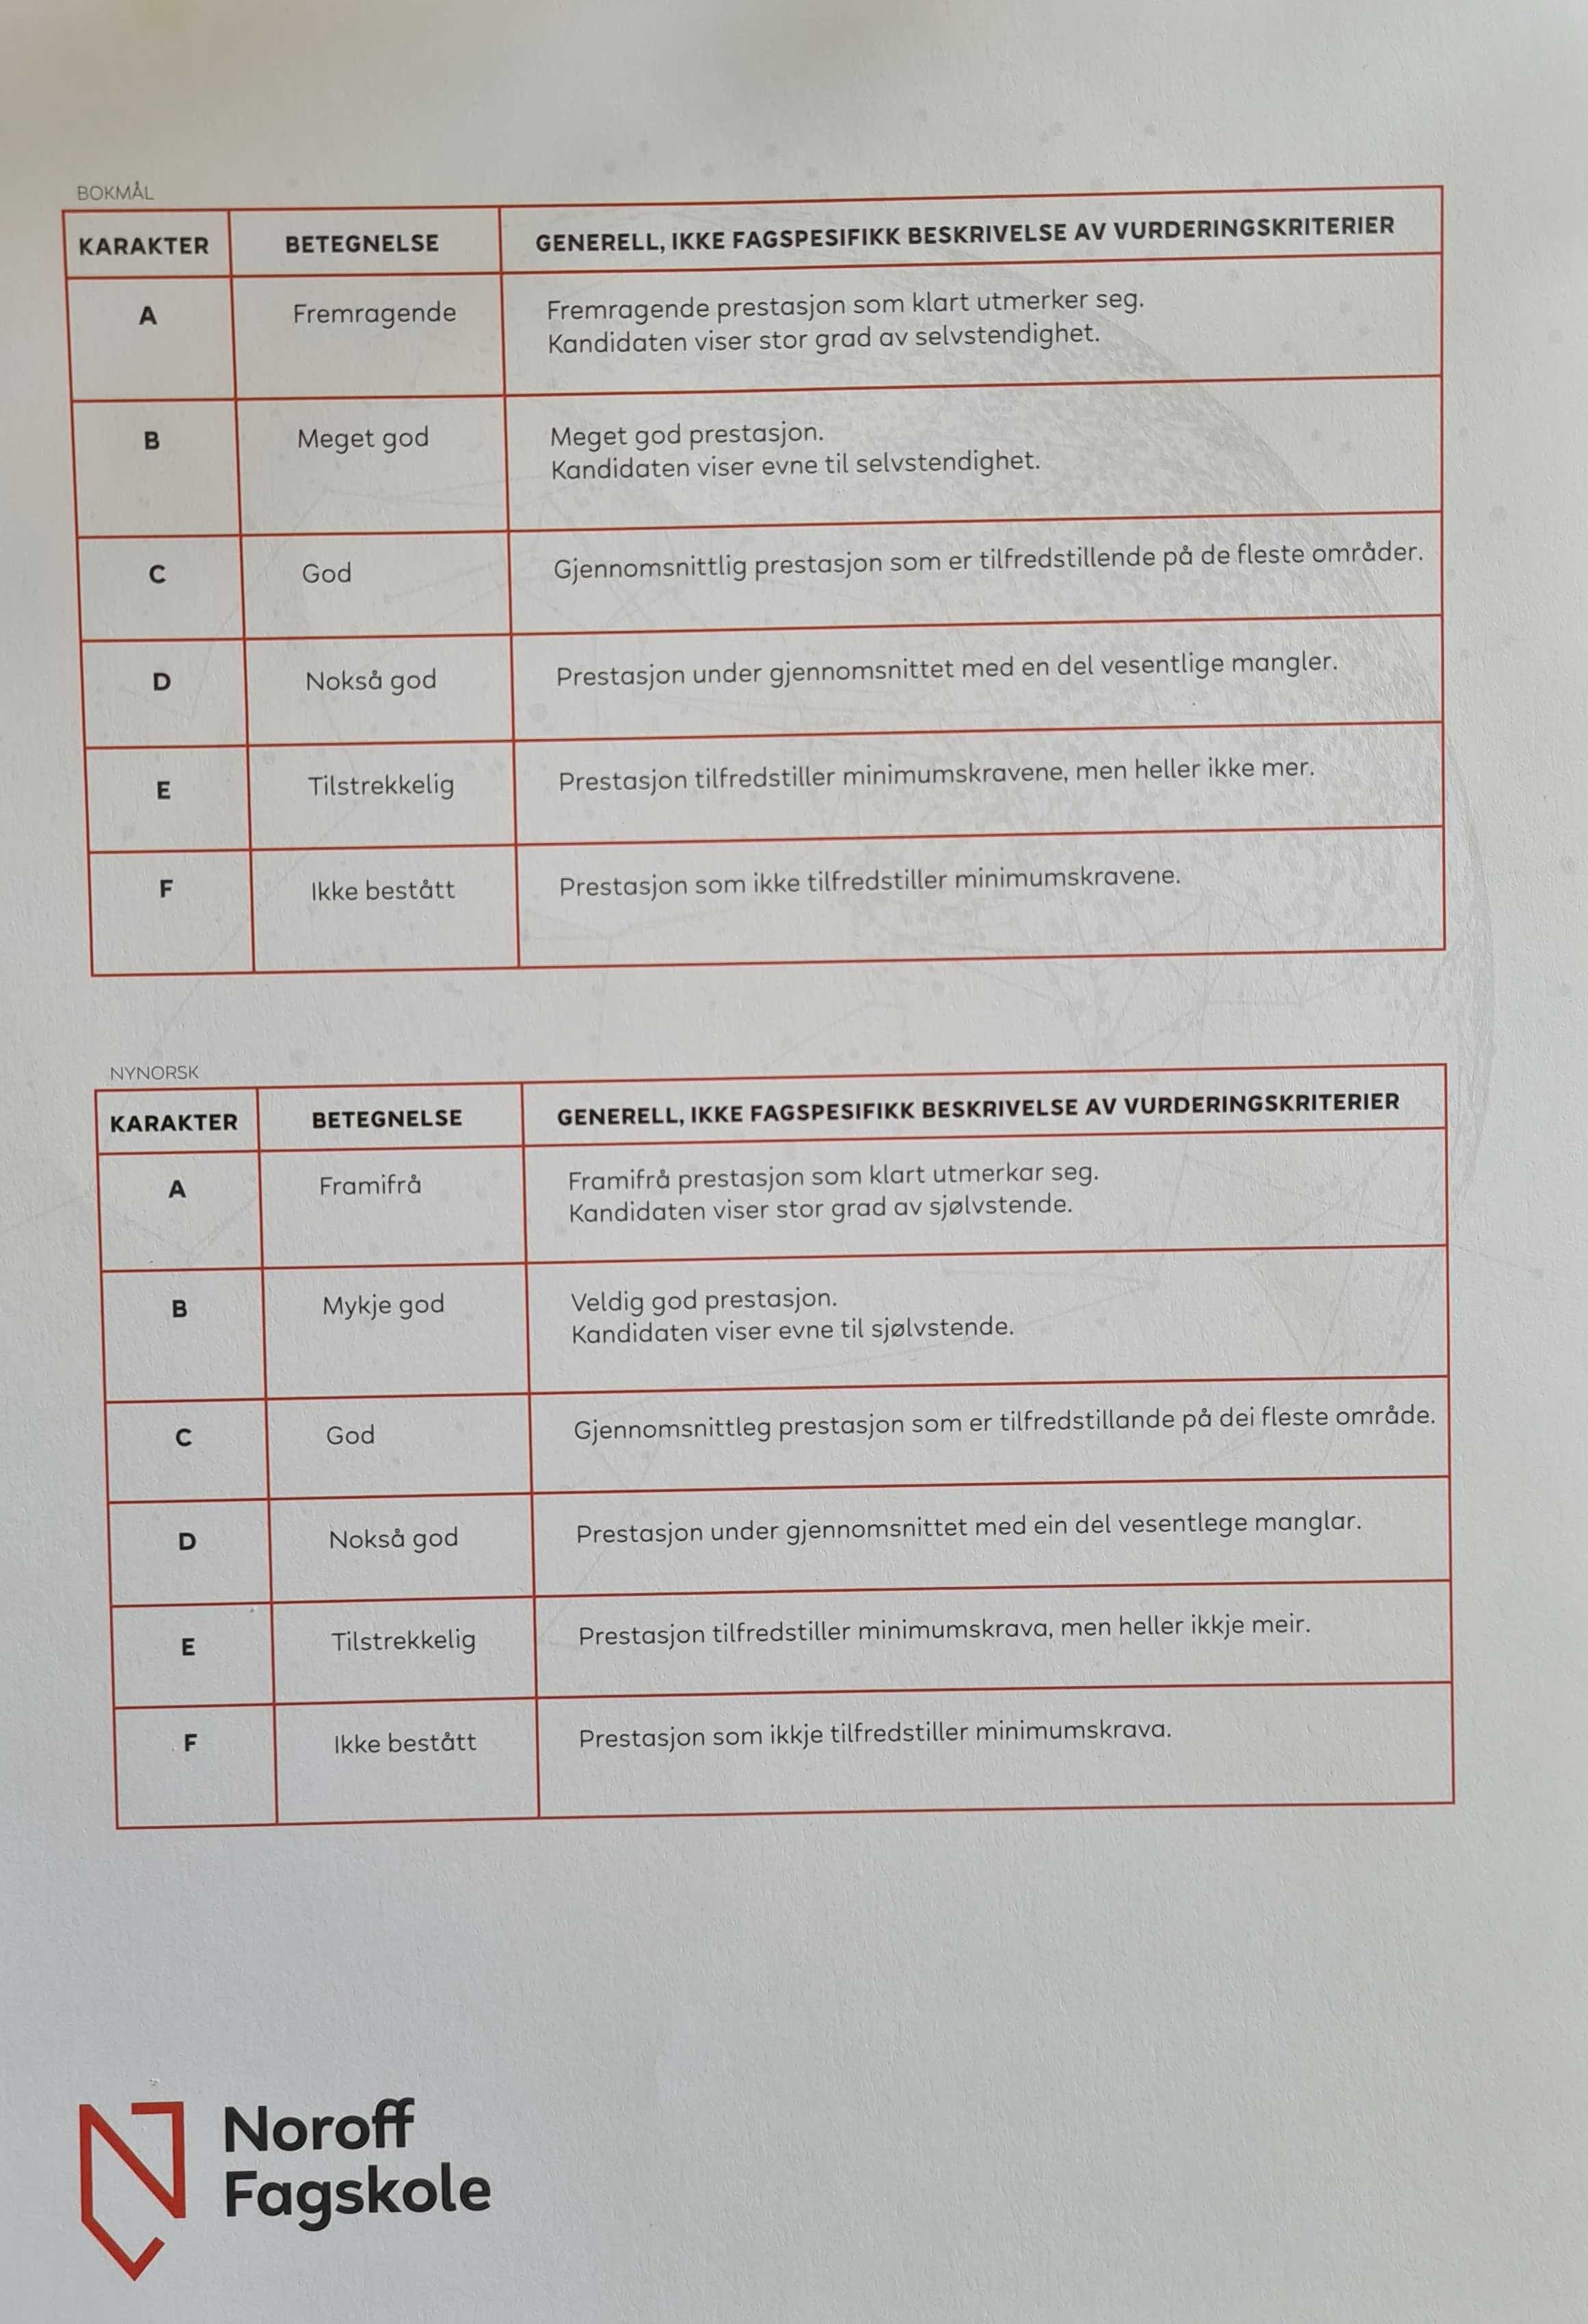 BOKMÅL
KARAKTER BETEGNELSE GENERELL, IKKE FAGSPESIFIKK BESKRIVELSE AV VURDERINGSKRITERIER
A Fremragende Fremragende prestasjon som klart utmerker seg.
Kandidaten viser stor grad av selvstendighet.
B Meget god Meget god prestasjon.
Kandidaten viser evne til selvstendighet.
C God Gjennomsnittlig prestasjon som er tilfredstillende på de fleste områder.
D Nokså god Prestasjon under gjennomsnittet med en del vesentlige mangler.
E Tilstrekkelig Prestasjon tilfredstiller minimumskravene, men heller ikke mer.
F Ikke bestått Prestasjon som ikke tilfredstiller minimumskravene.
NYNORSK
KARAKTER BETEGNELSE GENERELL, IKKE FAGSPESIFIKK BESKRIVELSE AV VURDERINGSKRITERIER
A Framifrå Framifrå prestasjon som klart utmerkar seg.
Kandidaten viser stor grad av sjølvstende.
B Mykje god Veldig god prestasjon.
Kandidaten viser evne til sjølvstende.
C God Gjennomsnittleg prestasjon som er tilfredstillande på dei fleste område.
D Nokså god Prestasjon under gjennomsnittet med ein del vesentlege manglar.
E Tilstrekkelig Prestasjon tilfredstiller minimumskrava, men heller ikkje meir.
F Ikke bestått Prestasjon som ikkje tilfredstiller minimumskrava.
Noroff
Fagskole